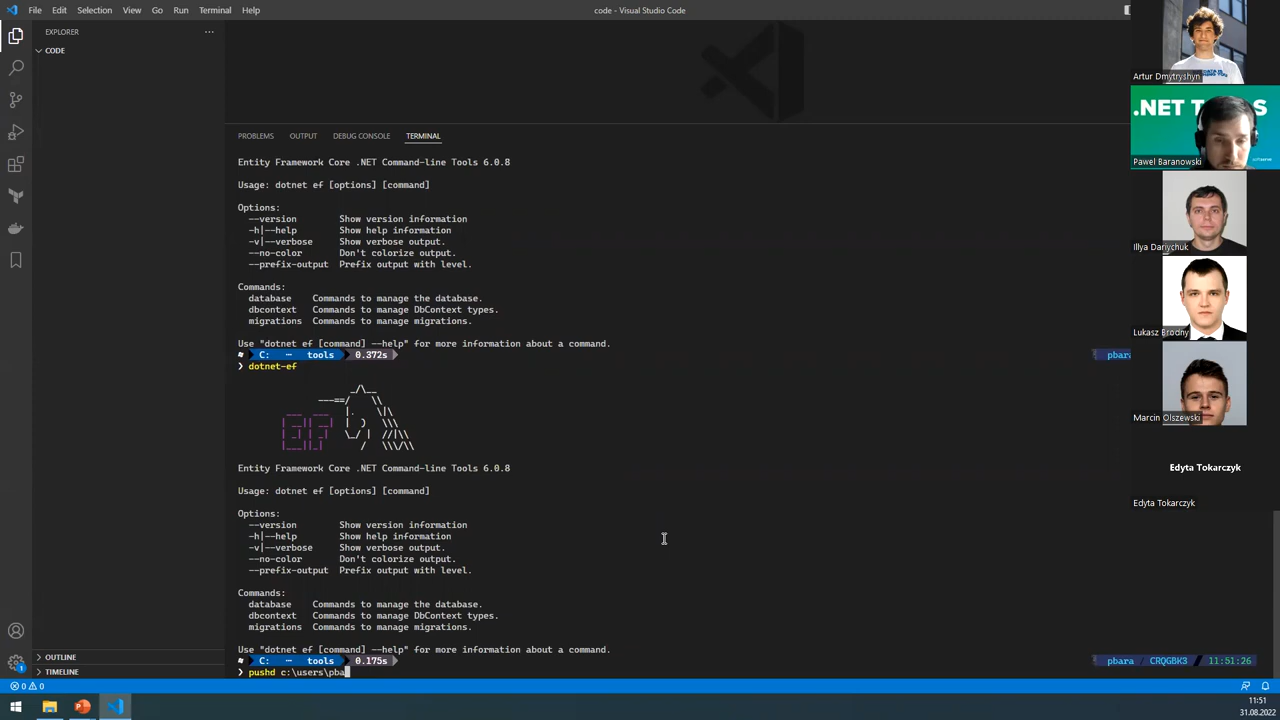 File Edit Selection View Go Run Terminal Help
code - Visual Studio Code
EXPLORER ···
CODE
PROBLEMS OUTPUT DEBUG CONSOLE TERMINAL
Entity Framework Core .NET Command-line Tools 6.0.8
Usage: dotnet ef [options] [command]
Options:
--version Show version information
-h|--help Show help information
-v|--verbose Show verbose output.
--no-color Don't colorize output.
--prefix-output Prefix output with level.
Commands:
database Commands to manage the database.
dbcontext Commands to manage DbContext types.
migrations Commands to manage migrations.
Use "dotnet ef [command] --help" for more information about a command.
C: ··· tools 0.372s pbara
❯ dotnet-ef
EF
Entity Framework Core .NET Command-line Tools 6.0.8
Usage: dotnet ef [options] [command]
Options:
--version Show version information
-h|--help Show help information
-v|--verbose Show verbose output.
--no-color Don't colorize output.
--prefix-output Prefix output with level.
Commands:
database Commands to manage the database.
dbcontext Commands to manage DbContext types.
migrations Commands to manage migrations.
Use "dotnet ef [command] --help" for more information about a command.
C: ··· tools 0.175s pbara / CRQGBK3 11:51:26
❯ pushd c:\users\pba
OUTLINE
TIMELINE
1
0 0
11:51
31.08.2022
Artur Dmytryshyn
.NET TOOLS
Pawel Baranowski
softserve
Illya Danychuk
Lukasz Brodny
Marcin Olszewski
Edyta Tokarczyk
Edyta Tokarczyk